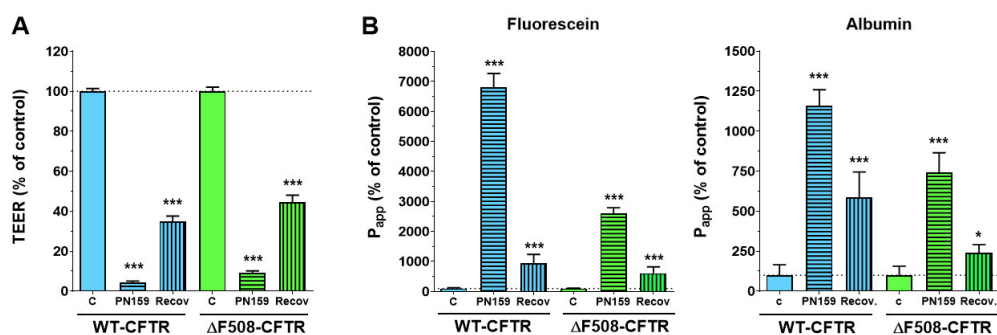 A
TEER (% of control)
120
100
80
60
40
20
0
***
***
***
***
C
PN159
Recov
C
PN159
Recov
WT-CFTR
ΔF508-CFTR
B
Fluorescein
Papp (% of control)
8000
7000
6000
5000
4000
3000
2000
1000
0
***
***
***
***
C
PN159
Recov
C
PN159
Recov
WT-CFTR
ΔF508-CFTR
Albumin
Papp (% of control)
1500
1250
1000
750
500
250
0
***
***
***
*
C
PN159
Recov.
C
PN159
Recov.
WT-CFTR
ΔF508-CFTR